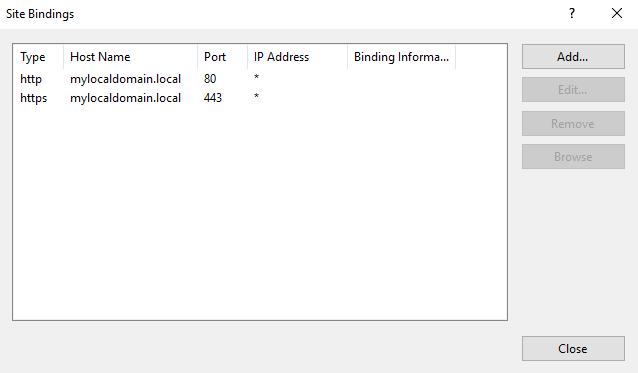 Site Bindings ?
Type Host Name Port IP Address Binding Informa...
http mylocaldomain.local 80 *
https mylocaldomain.local 443 *
Add...
Edit...
Remove
Browse
Close